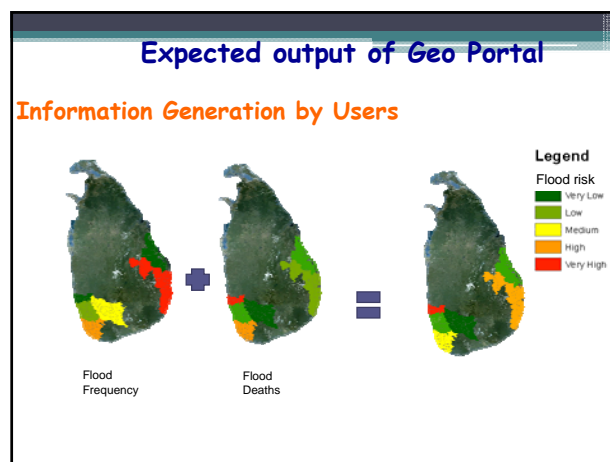 Expected output of Geo Portal
Information Generation by Users
Legend
Flood risk
Very Low
Low
Medium
High
Very High
Flood
Frequency
Flood
Deaths